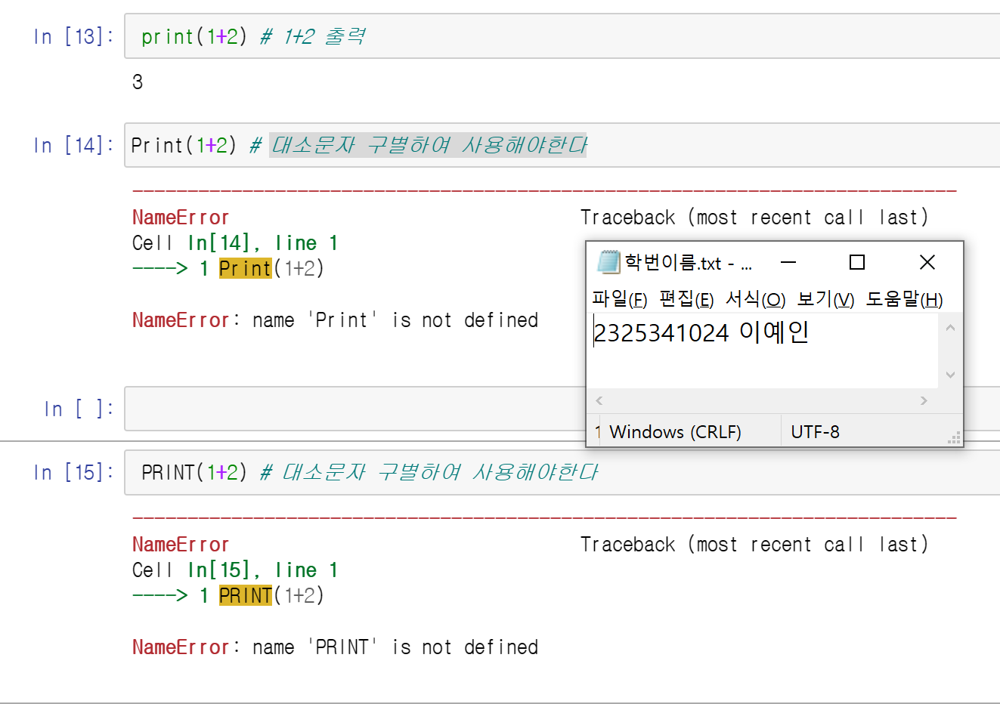 In [13]: print(1+2) # 1+2 출력
3
In [14]: Print(1+2) # 대소문자 구별하여 사용해야한다
---------------------------------------------------------------------------
NameError Traceback (most recent call last)
Cell In[14], line 1
----> 1 Print(1+2)
NameError: name 'Print' is not defined
학번이름.txt - ...
파일(F) 편집(E) 서식(O) 보기(V) 도움말(H)
2325341024 이예인
1 Windows (CRLF) UTF-8
In [ ]:
In [15]: PRINT(1+2) # 대소문자 구별하여 사용해야한다
---------------------------------------------------------------------------
NameError Traceback (most recent call last)
Cell In[15], line 1
----> 1 PRINT(1+2)
NameError: name 'PRINT' is not defined